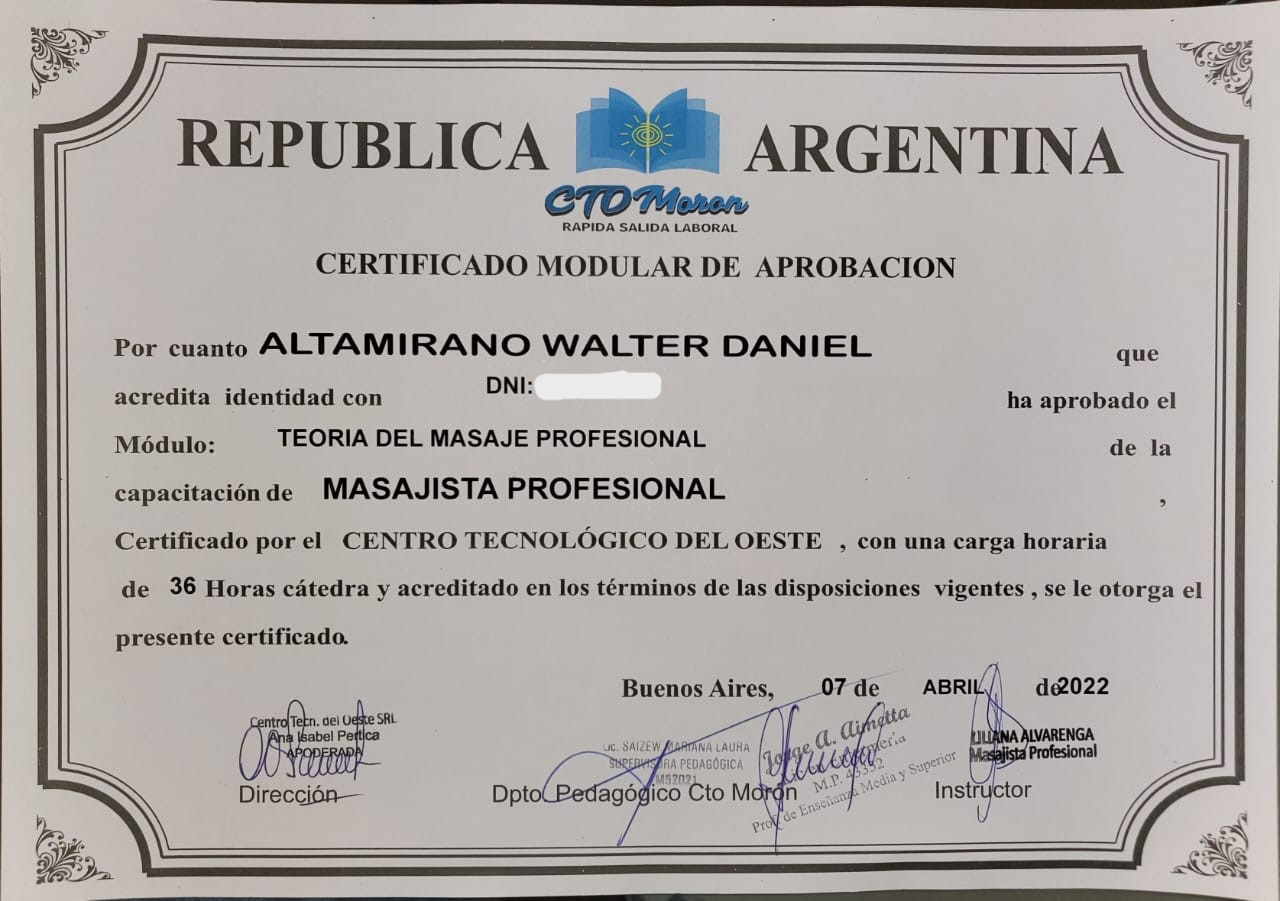 REPUBLICA ARGENTINA
CTO Moron
RAPIDA SALIDA LABORAL
CERTIFICADO MODULAR DE APROBACION
Por cuanto ALTAMIRANO WALTER DANIEL que
acredita identidad con DNI: ha aprobado el
Módulo: TEORIA DEL MASAJE PROFESIONAL de la
capacitación de MASAJISTA PROFESIONAL ,
Certificado por el CENTRO TECNOLÓGICO DEL OESTE , con una carga horaria
de 36 Horas cátedra y acreditado en los términos de las disposiciones vigentes , se le otorga el
presente certificado.
Buenos Aires, 07 de ABRIL de 2022
Centro Tecn. del Oeste SRL
Ana Isabel Pertica
APODERADA
Dirección
Lic. SAIZEW MARIANA LAURA
SUPERVISORA PEDAGÓGICA
Dpto. Pedagógico Cto Morón
Jorge A. Aimetta
M.P. 43352
Prof. de Enseñanza Media y Superior
LILIANA ALVARENGA
Masajista Profesional
Instructor